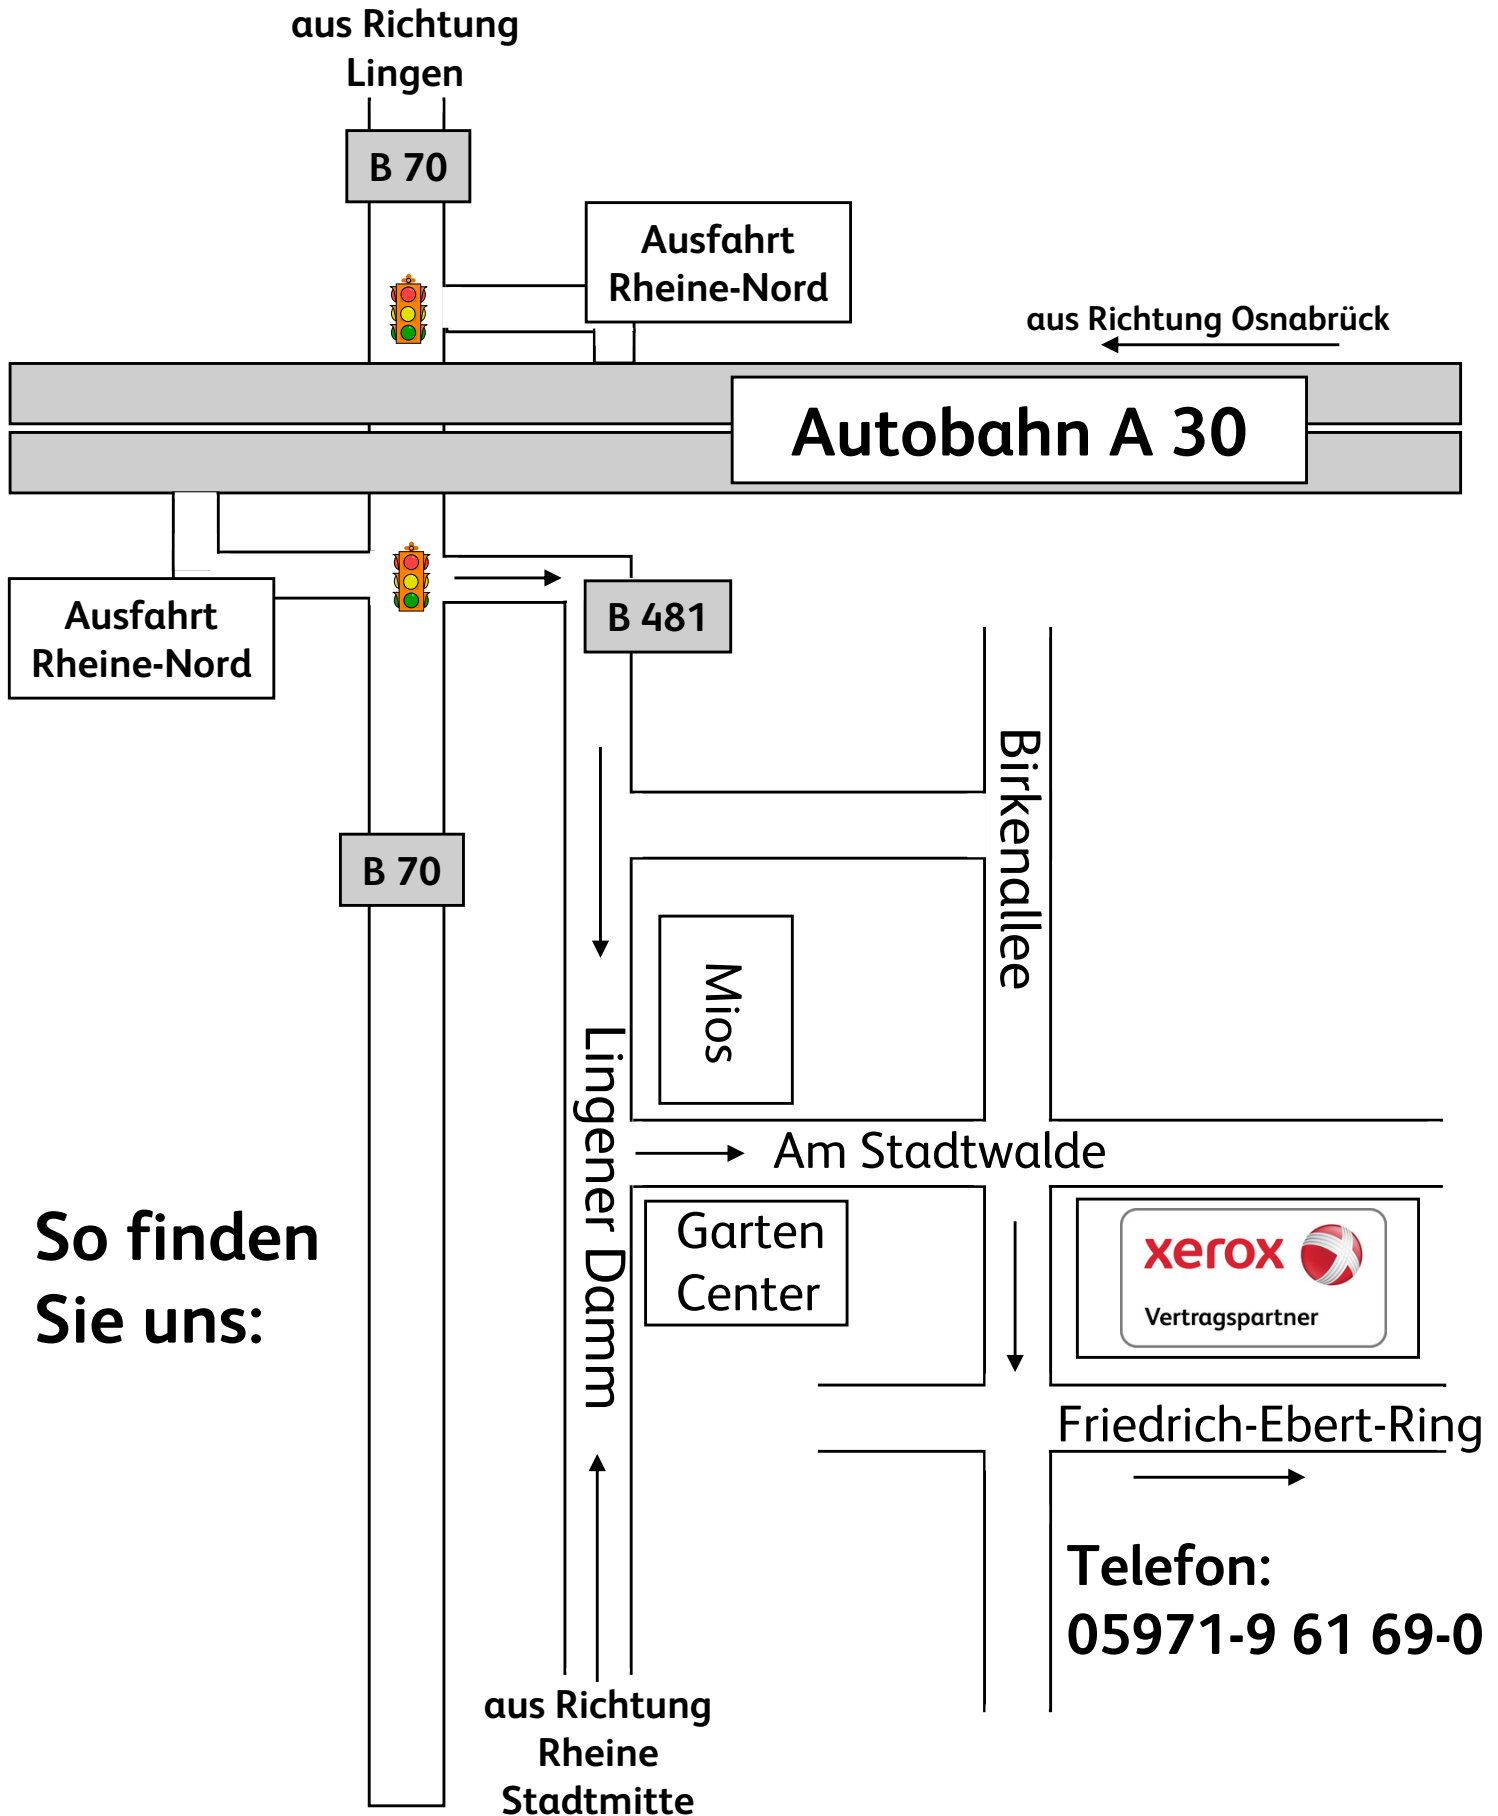 aus Richtung
Lingen
B 70
Ausfahrt
Rheine-Nord
aus Richtung Osnabrück
Autobahn A 30
Ausfahrt
Rheine-Nord
B 481
Birkenallee
B 70
Mios
Lingener Damm
Am Stadtwalde
So finden
Sie uns:
Garten
Center
xerox
Vertragspartner
Friedrich-Ebert-Ring
Telefon:
05971-9 61 69-0
aus Richtung
Rheine
Stadtmitte